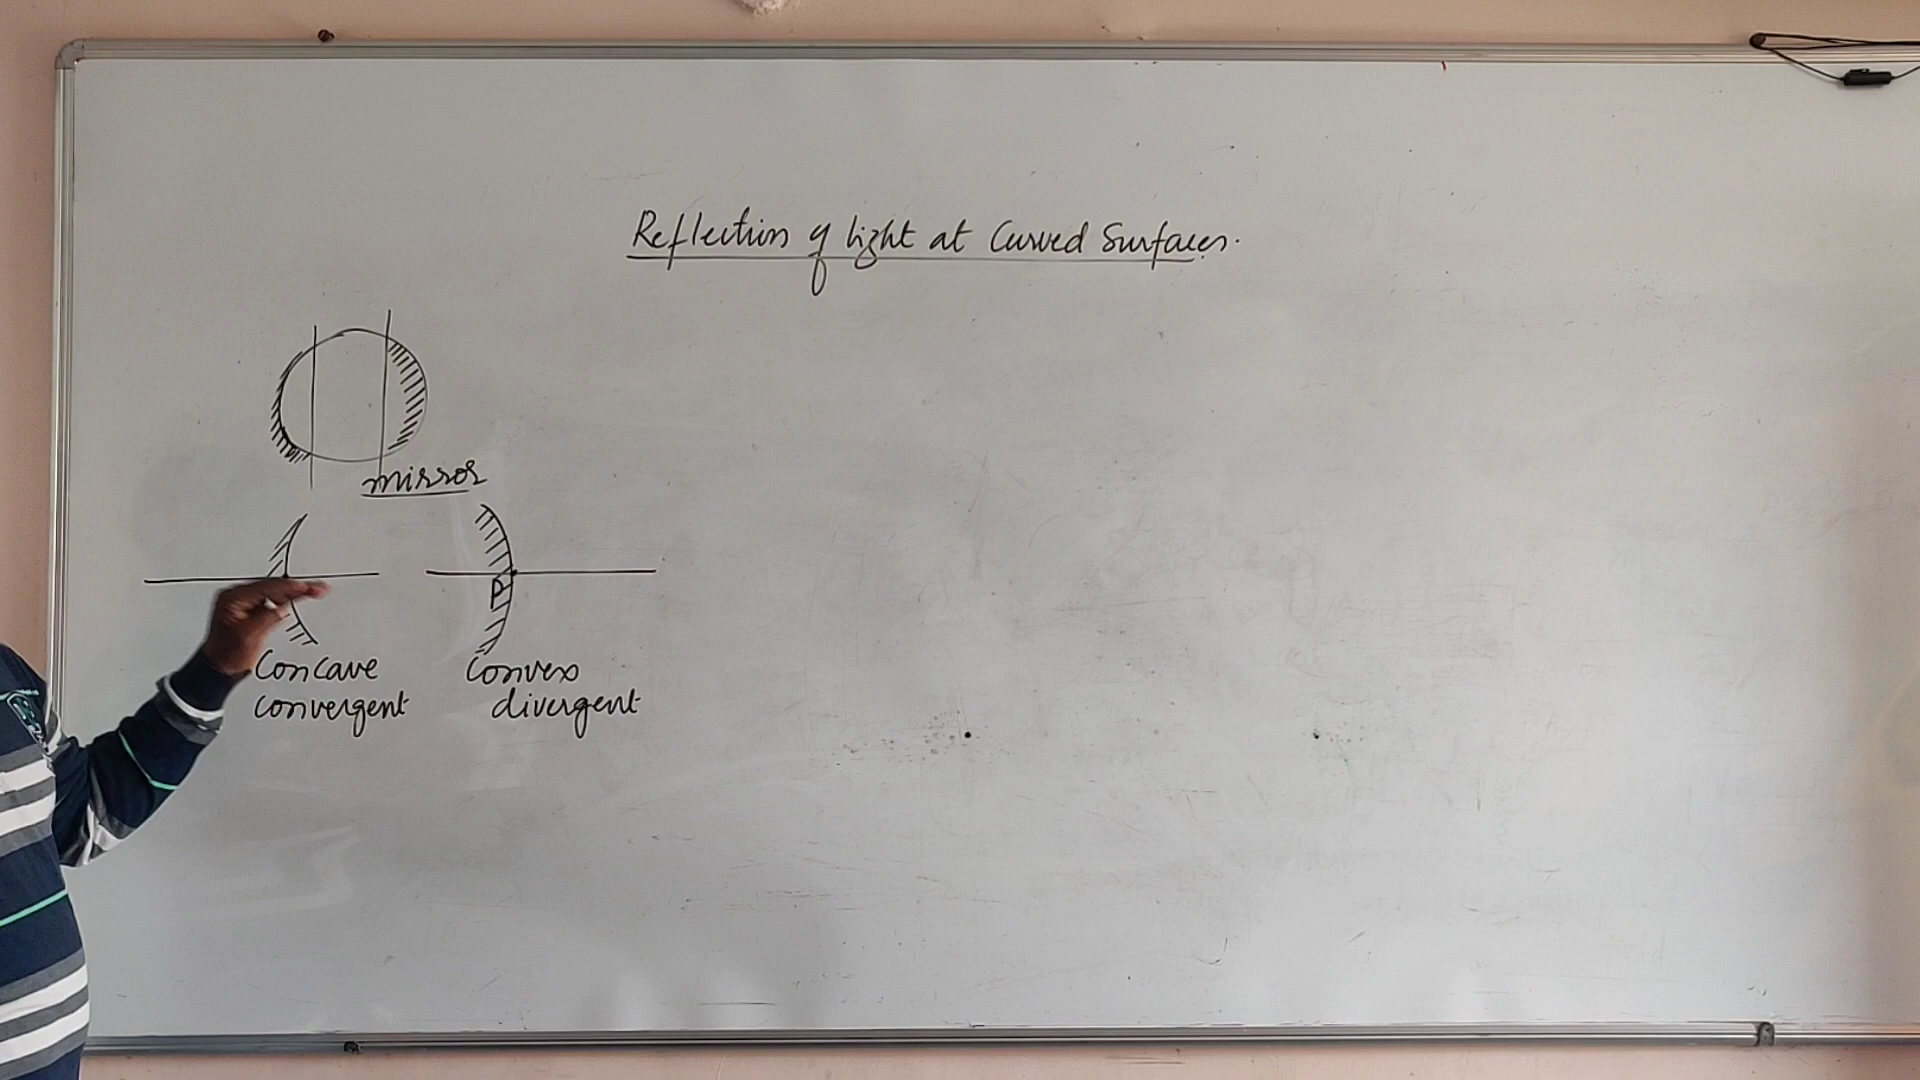 Reflection of light at Curved Surfaces.
mirror
P
Concave
convergent
Convex
divergent